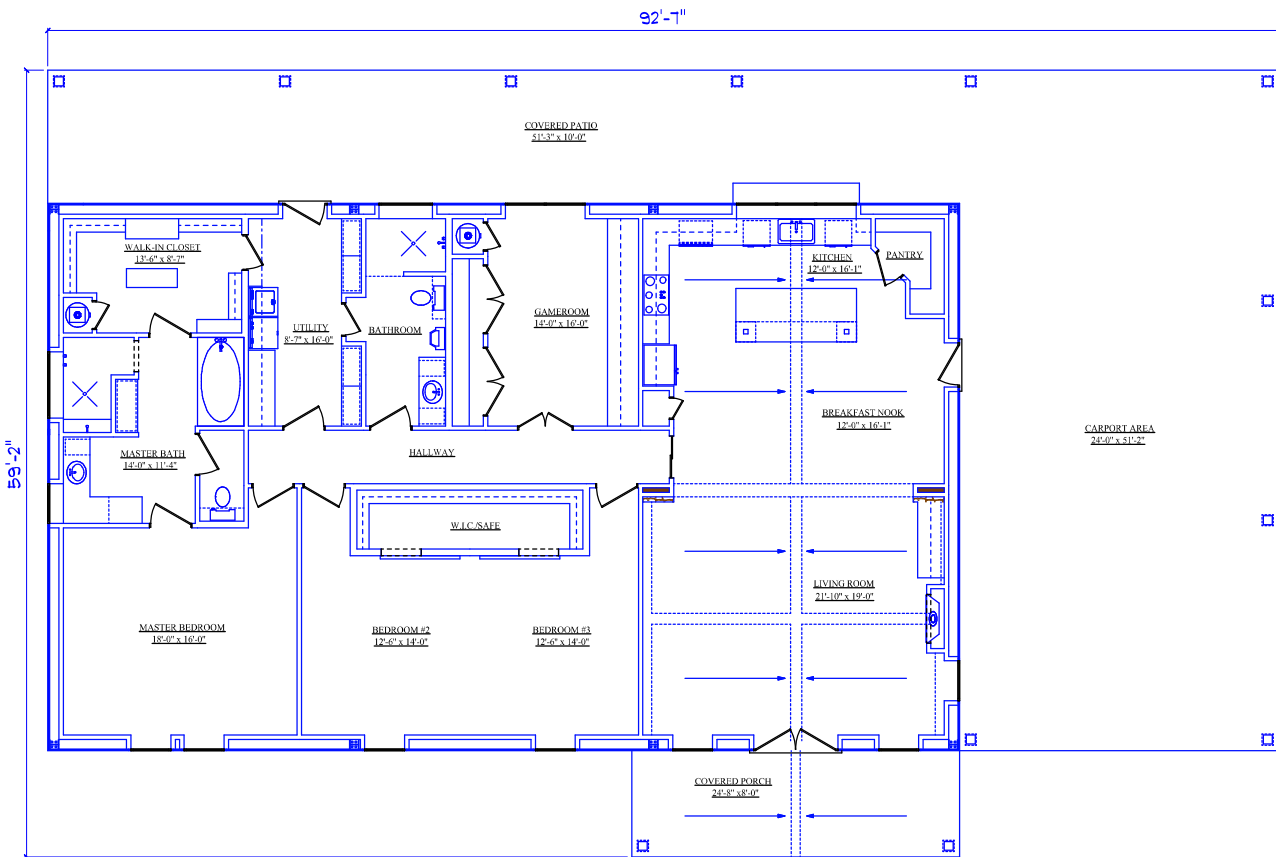 92'-7"
COVERED PATIO
51'-3" x 10'-0"
WALK-IN CLOSET
13'-6" x 8'-7"
KITCHEN
12'-0" x 16'-1"
PANTRY
UTILITY
8'-7" x 16'-0"
BATHROOM
GAMEROOM
14'-0" x 16'-0"
BREAKFAST NOOK
12'-0" x 16'-1"
CARPORT AREA
24'-0" x 51'-2"
59'-2"
MASTER BATH
14'-0" x 11'-4"
HALLWAY
W.I.C./SAFE
LIVING ROOM
21'-10" x 19'-0"
MASTER BEDROOM
18'-0" x 16'-0"
BEDROOM #2
12'-6" x 14'-0"
BEDROOM #3
12'-6" x 14'-0"
COVERED PORCH
24'-8" x8'-0"